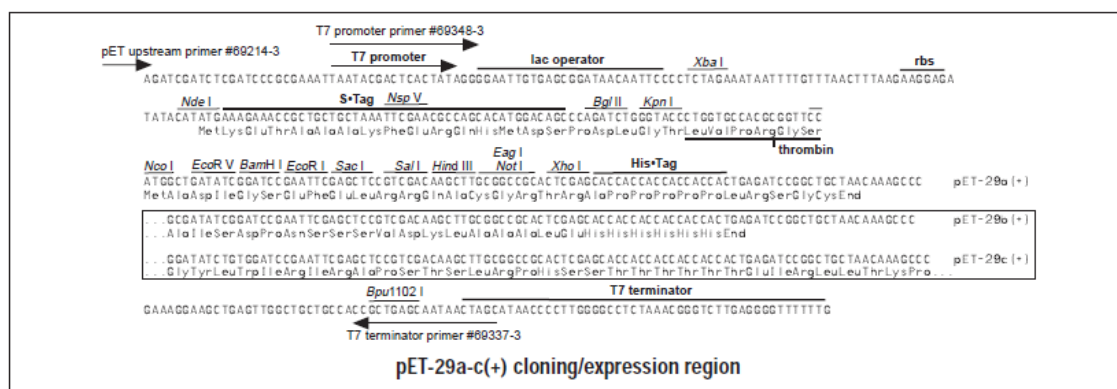 T7 promoter primer #69348-3
pET upstream primer #69214-3
T7 promoter
lac operator
Xba I
rbs
AGATCGATCTCGATCCCGCGAAATTAATACGACTCACTATAGGGGAATTGTGAGCGGATAACAATTCCCCTCTAGAAATAATTTTGTTTAACTTTAAGAAGGAGA
Nde I
S•Tag
Nsp V
Bgl II
Kpn I
TATACATATGAAAGAAACCGCTGCTGCTAAATTCGAACGCCAGCACATGGACAGCCCAGATCTGGGTACCCTGGTGCCACGCGGTTCC
MetLysGluThrAlaAlaAlaLysPheGluArgGlnHisMetAspSerProAspLeuGlyThrLeuValProArgGlySer
thrombin
Nco I
EcoR V
BamH I
EcoR I
Sac I
Sal I
Hind III
Eag I
Not I
Xho I
His•Tag
ATGGCTGATATCGGATCCGAATTCGAGCTCCGTCGACAAGCTTGCGGCCGCACTCGAGCACCACCACCACCACCACTGAGATCCGGCTGCTAACAAAGCCC
pET-29a(+)
MetAlaAspIleGlySerGluPheGluLeuArgArgGlnAlaCysGlyArgThrArgAlaProProProProProProLeuArgSerGlyCysEnd
...GCGATATCGGATCCGAATTCGAGCTCCGTCGACAAGCTTGCGGCCGCACTCGAGCACCACCACCACCACCACTGAGATCCGGCTGCTAACAAAGCCC
pET-29b(+)
...AlaIleSerAspProAsnSerSerSerValAspLysLeuAlaAlaAlaLeuGluHisHisHisHisHisHisEnd
...GGATATCTGTGGATCCGAATTCGAGCTCCGTCGACAAGCTTGCGGCCGCACTCGAGCACCACCACCACCACCACTGAGATCCGGCTGCTAACAAAGCCC
pET-29c(+)
...GlyTyrLeuTrpIleArgIleArgAlaProSerThrSerLeuArgProHisSerSerThrThrThrThrThrThrGluIleArgLeuLeuThrLysPro...
Bpu1102 I
T7 terminator
GAAAGGAAGCTGAGTTGGCTGCTGCCACCGCTGAGCAATAACTAGCATAACCCCTTGGGGCCTCTAAACGGGTCTTGAGGGGTTTTTTG
T7 terminator primer #69337-3
pET-29a-c(+) cloning/expression region